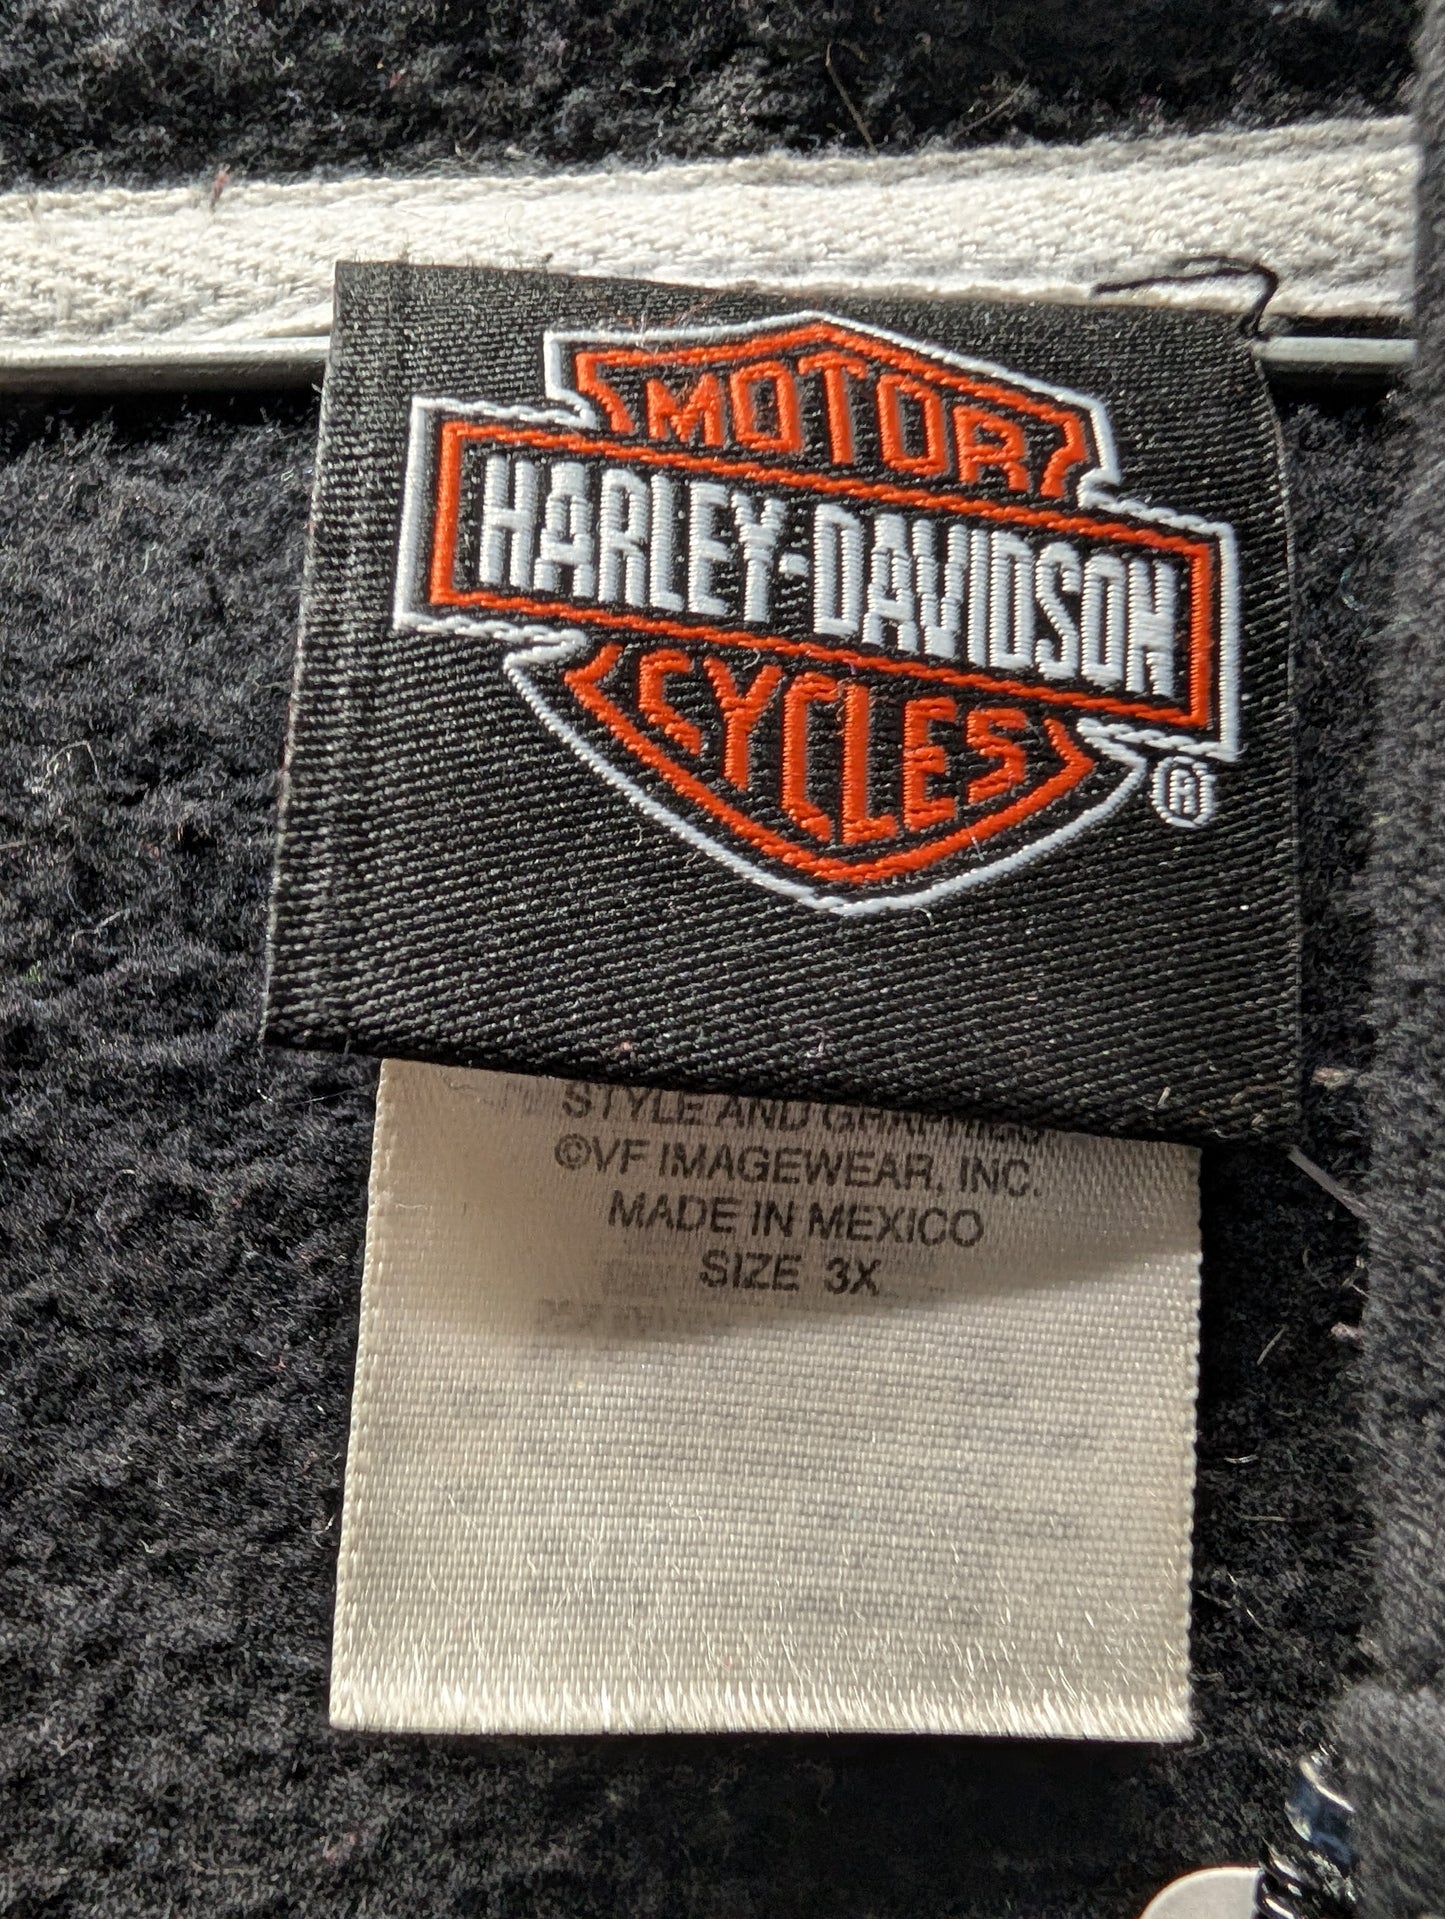 MOTOR
HARLEY-DAVIDSON
CYCLES
®
STYLE AND GRAPHICS
©VF IMAGEWEAR, INC.
MADE IN MEXICO
SIZE 3X